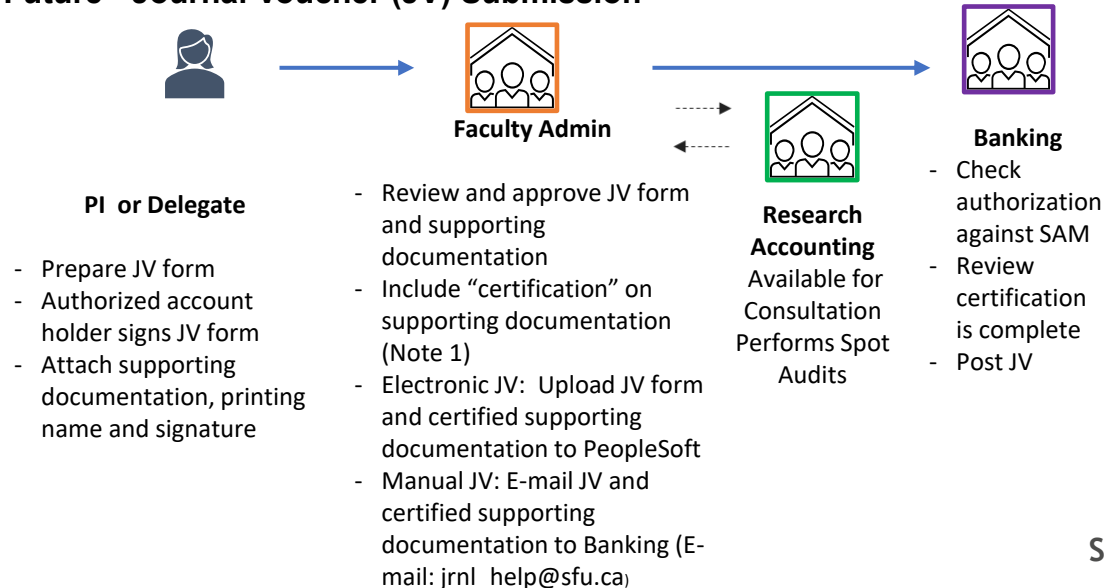 Future - Journal Voucher (JV) Submission
PI or Delegate
- Prepare JV form
- Authorized account
holder signs JV form
- Attach supporting
documentation, printing
name and signature
Faculty Admin
- Review and approve JV form
and supporting
documentation
- Include “certification” on
supporting documentation
(Note 1)
- Electronic JV: Upload JV form
and certified supporting
documentation to PeopleSoft
- Manual JV: E-mail JV and
certified supporting
documentation to Banking (E-
mail: jrnl_help@sfu.ca)
Research
Accounting
Available for
Consultation
Performs Spot
Audits
Banking
- Check
authorization
against SAM
- Review
certification
is complete
- Post JV
S